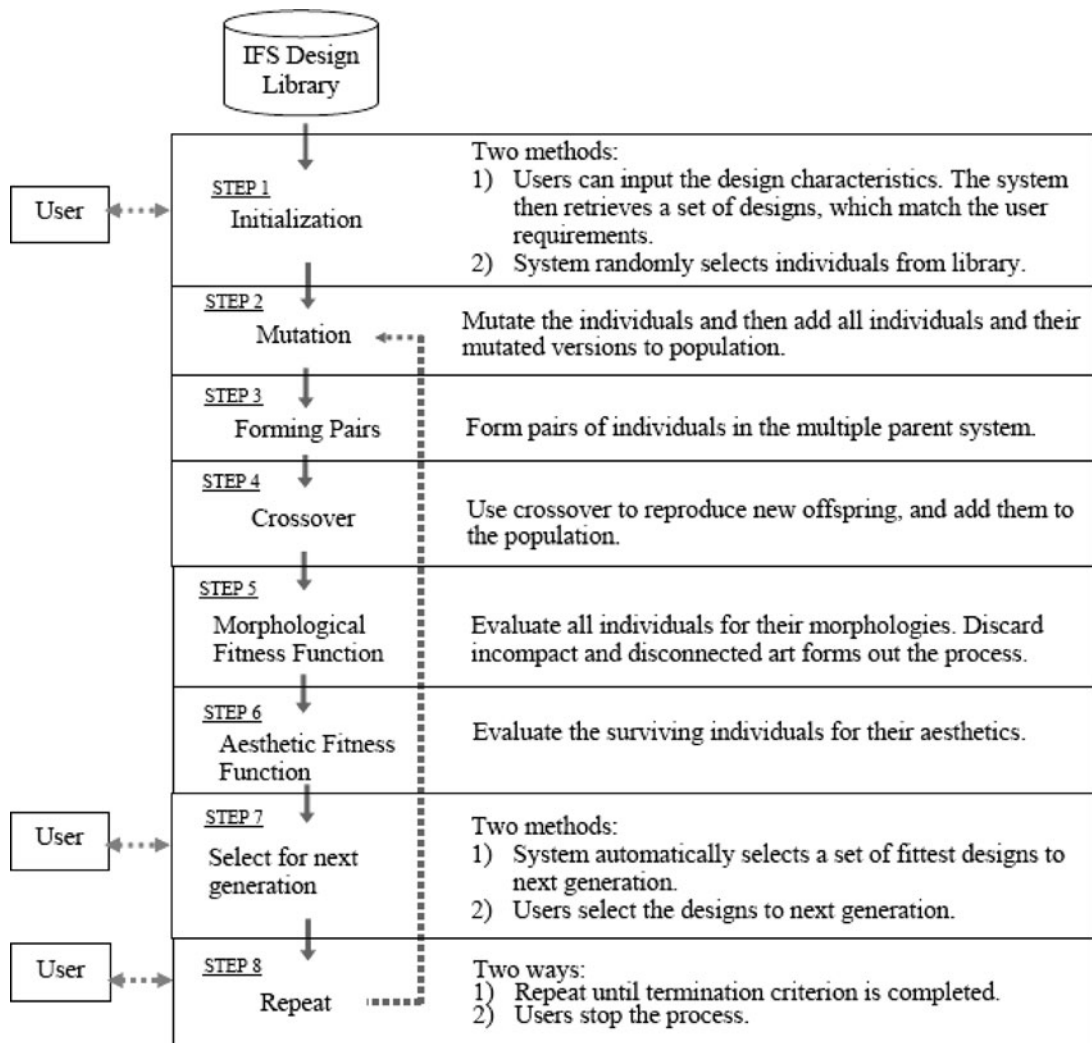 IFS Design
Library
User
STEP 1
Initialization
Two methods:
1) Users can input the design characteristics. The system
then retrieves a set of designs, which match the user
requirements.
2) System randomly selects individuals from library.
STEP 2
Mutation
Mutate the individuals and then add all individuals and their
mutated versions to population.
STEP 3
Forming Pairs
Form pairs of individuals in the multiple parent system.
STEP 4
Crossover
Use crossover to reproduce new offspring, and add them to
the population.
STEP 5
Morphological
Fitness Function
Evaluate all individuals for their morphologies. Discard
incompact and disconnected art forms out the process.
STEP 6
Aesthetic Fitness
Function
Evaluate the surviving individuals for their aesthetics.
User
STEP 7
Select for next
generation
Two methods:
1) System automatically selects a set of fittest designs to
next generation.
2) Users select the designs to next generation.
User
STEP 8
Repeat
Two ways:
1) Repeat until termination criterion is completed.
2) Users stop the process.